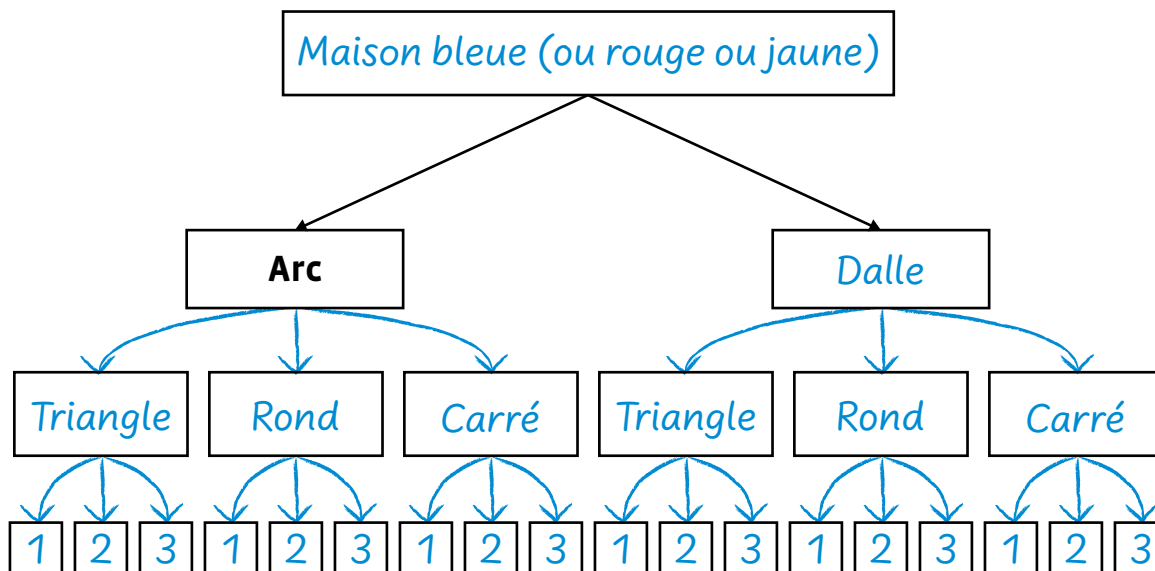 Maison bleue (ou rouge ou jaune)
Arc Dalle
Triangle Rond Carré Triangle Rond Carré
1 2 3 1 2 3 1 2 3 1 2 3 1 2 3 1 2 3